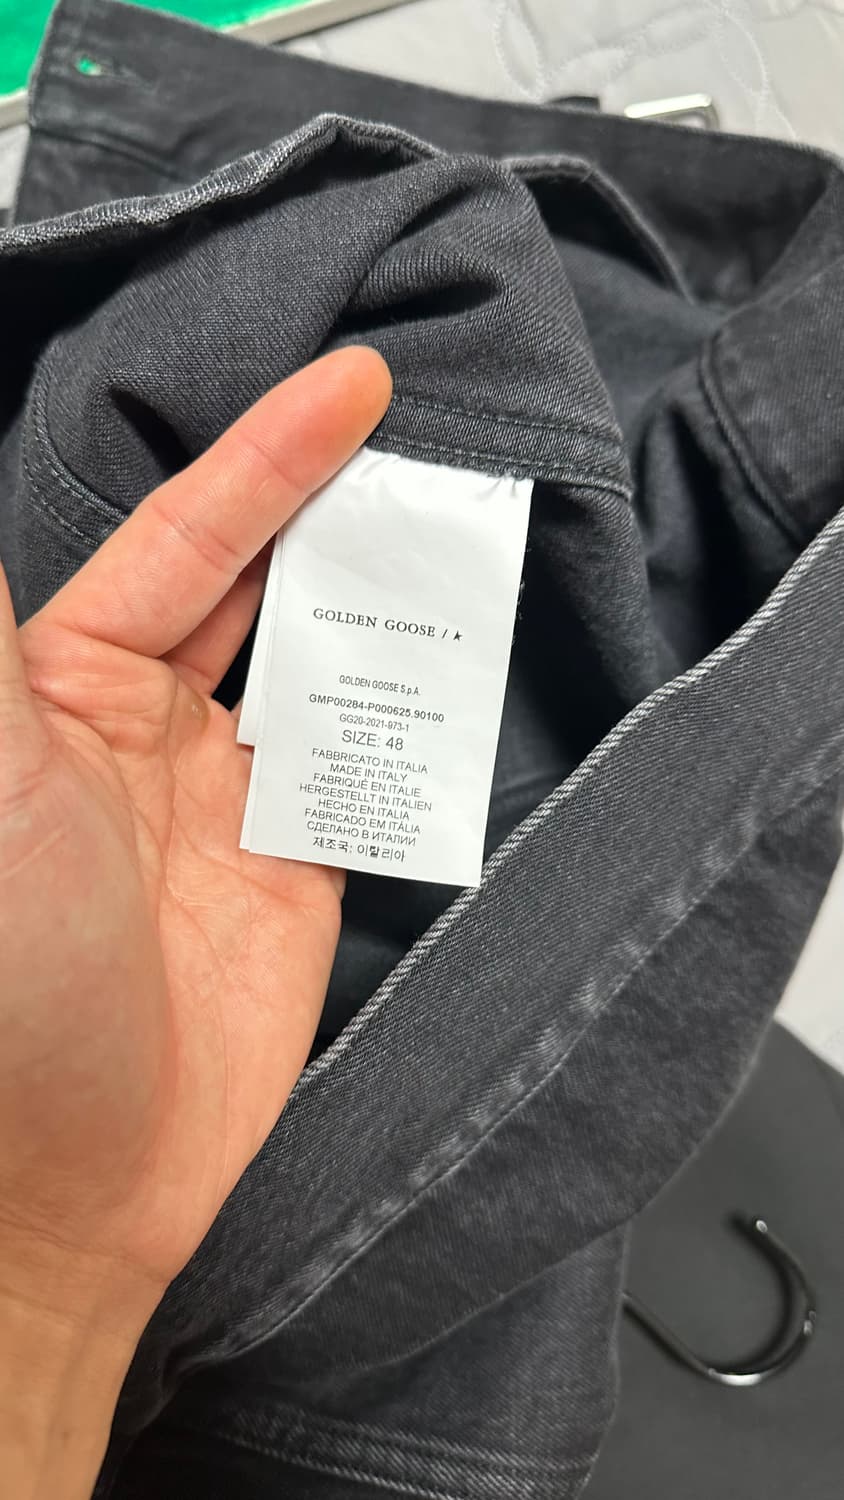 GOLDEN GOOSE / ★
GOLDEN GOOSE S.p.A.
GMP00284-P000625.90100
GG20-2021-973-1
SIZE: 48
FABBRICATO IN ITALIA
MADE IN ITALY
FABRIQUÉ EN ITALIE
HERGESTELLT IN ITALIEN
HECHO EN ITALIA
FABRICADO EM ITÁLIA
СДЕЛАНО В ИТАЛИИ
제조국: 이탈리아